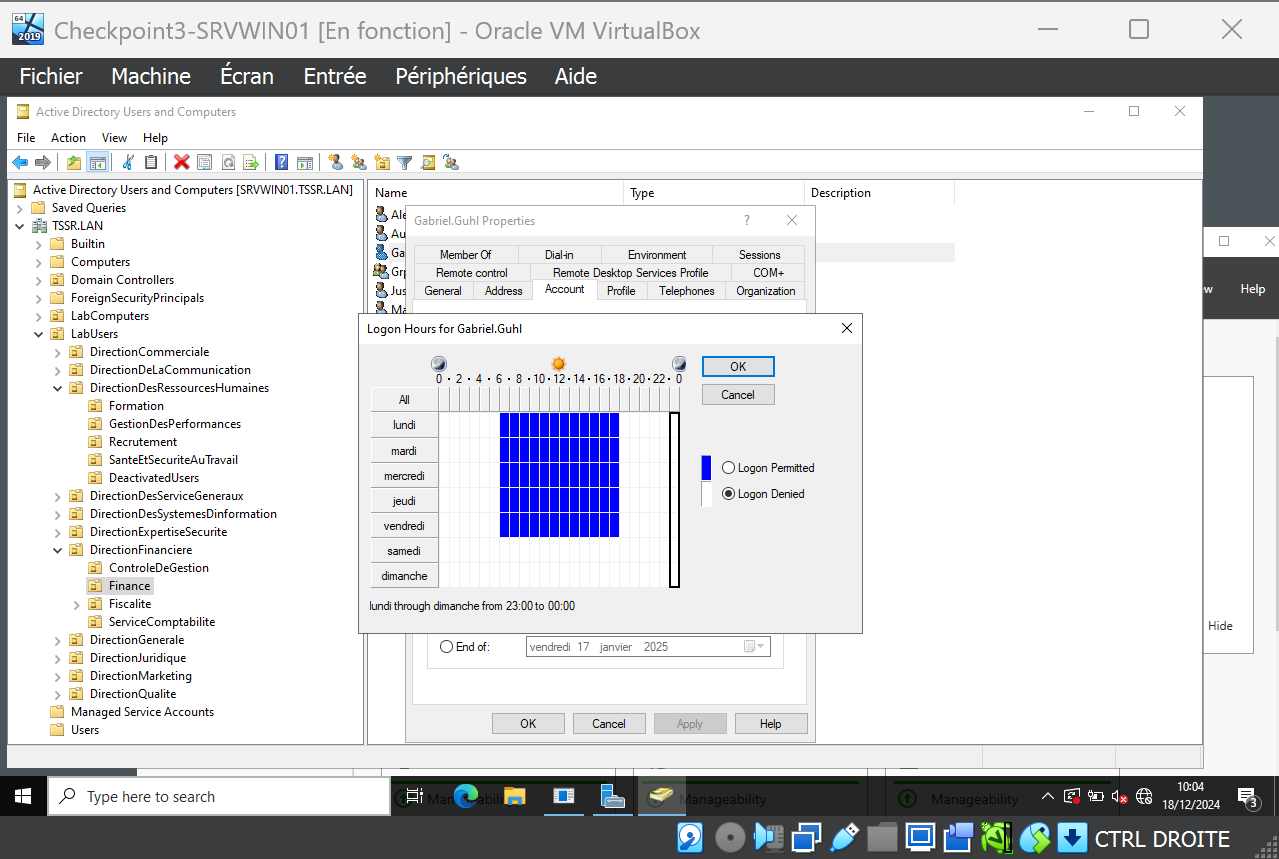 64
2019
Checkpoint3-SRVWIN01 [En fonction] - Oracle VM VirtualBox
Fichier Machine Écran Entrée Périphériques Aide
Active Directory Users and Computers
File Action View Help
Active Directory Users and Computers [SRVWIN01.TSSR.LAN]
Saved Queries
TSSR.LAN
Builtin
Computers
Domain Controllers
ForeignSecurityPrincipals
LabComputers
LabUsers
DirectionCommerciale
DirectionDeLaCommunication
DirectionDesRessourcesHumaines
Formation
GestionDesPerformances
Recrutement
SanteEtSecuriteAuTravail
DeactivatedUsers
DirectionDesServiceGeneraux
DirectionDesSystemesDinformation
DirectionExpertiseSecurite
DirectionFinanciere
ControleDeGestion
Finance
Fiscalite
ServiceComptabilite
DirectionGenerale
DirectionJuridique
DirectionMarketing
DirectionQualite
Managed Service Accounts
Users
Name Type Description
Ale
Au
Ga
Grp
Jus
Ma
Gabriel.Guhl Properties ?
Member Of Dial-in Environment Sessions
Remote control Remote Desktop Services Profile COM+
General Address Account Profile Telephones Organization
Logon Hours for Gabriel.Guhl
0 · 2 · 4 · 6 · 8 · 10 · 12 · 14 · 16 · 18 · 20 · 22 · 0
All
lundi
mardi
mercredi
jeudi
vendredi
samedi
dimanche
OK
Cancel
Logon Permitted
Logon Denied
lundi through dimanche from 23:00 to 00:00
End of: vendredi 17 janvier 2025
OK Cancel Apply Help
w Help
Hide
Type here to search
Manageability
Manageability
10:04
18/12/2024
3
CTRL DROITE